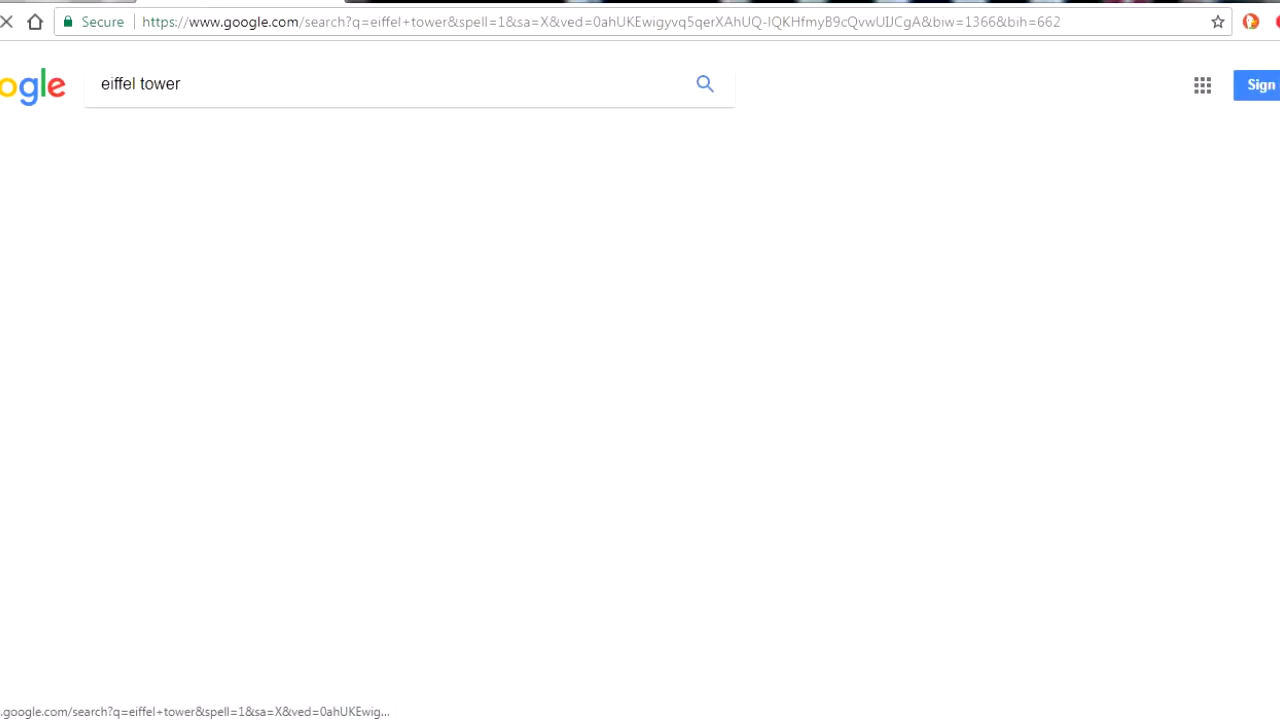 Secure https://www.google.com/search?q=eiffel+tower&spell=1&sa=X&ved=0ahUKEwigyvq5qerXAhUQ-IQKHfmyB9cQvwUIJCgA&biw=1366&bih=662
ogle eiffel tower Sign
.google.com/search?q=eiffel+tower&spell=1&sa=X&ved=0ahUKEwig...